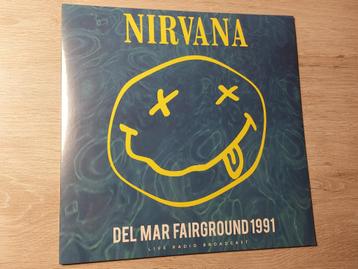 NIRVANA
DEL MAR FAIRGROUND 1991
LIVE RADIO BROADCAST